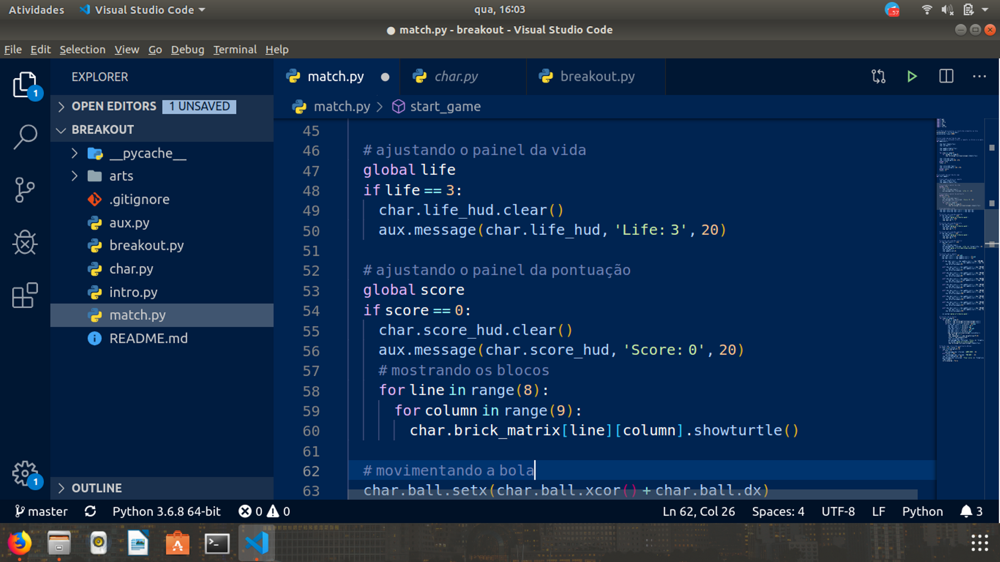 Atividades Visual Studio Code qua, 16:03 57
match.py - breakout - Visual Studio Code
File Edit Selection View Go Debug Terminal Help
1
EXPLORER
OPEN EDITORS 1 UNSAVED
BREAKOUT
__pycache__
arts
.gitignore
aux.py
breakout.py
char.py
intro.py
match.py
README.md
OUTLINE
1
match.py char.py breakout.py
match.py > start_game
45
46 # ajustando o painel da vida
47 global life
48 if life == 3:
49 char.life_hud.clear()
50 aux.message(char.life_hud, 'Life: 3', 20)
51
52 # ajustando o painel da pontuação
53 global score
54 if score == 0:
55 char.score_hud.clear()
56 aux.message(char.score_hud, 'Score: 0', 20)
57 # mostrando os blocos
58 for line in range(8):
59 for column in range(9):
60 char.brick_matrix[line][column].showturtle()
61
62 # movimentando a bola
63 char.ball.setx(char.ball.xcor() + char.ball.dx)
master Python 3.6.8 64-bit 0 0 Ln 62, Col 26 Spaces: 4 UTF-8 LF Python 3